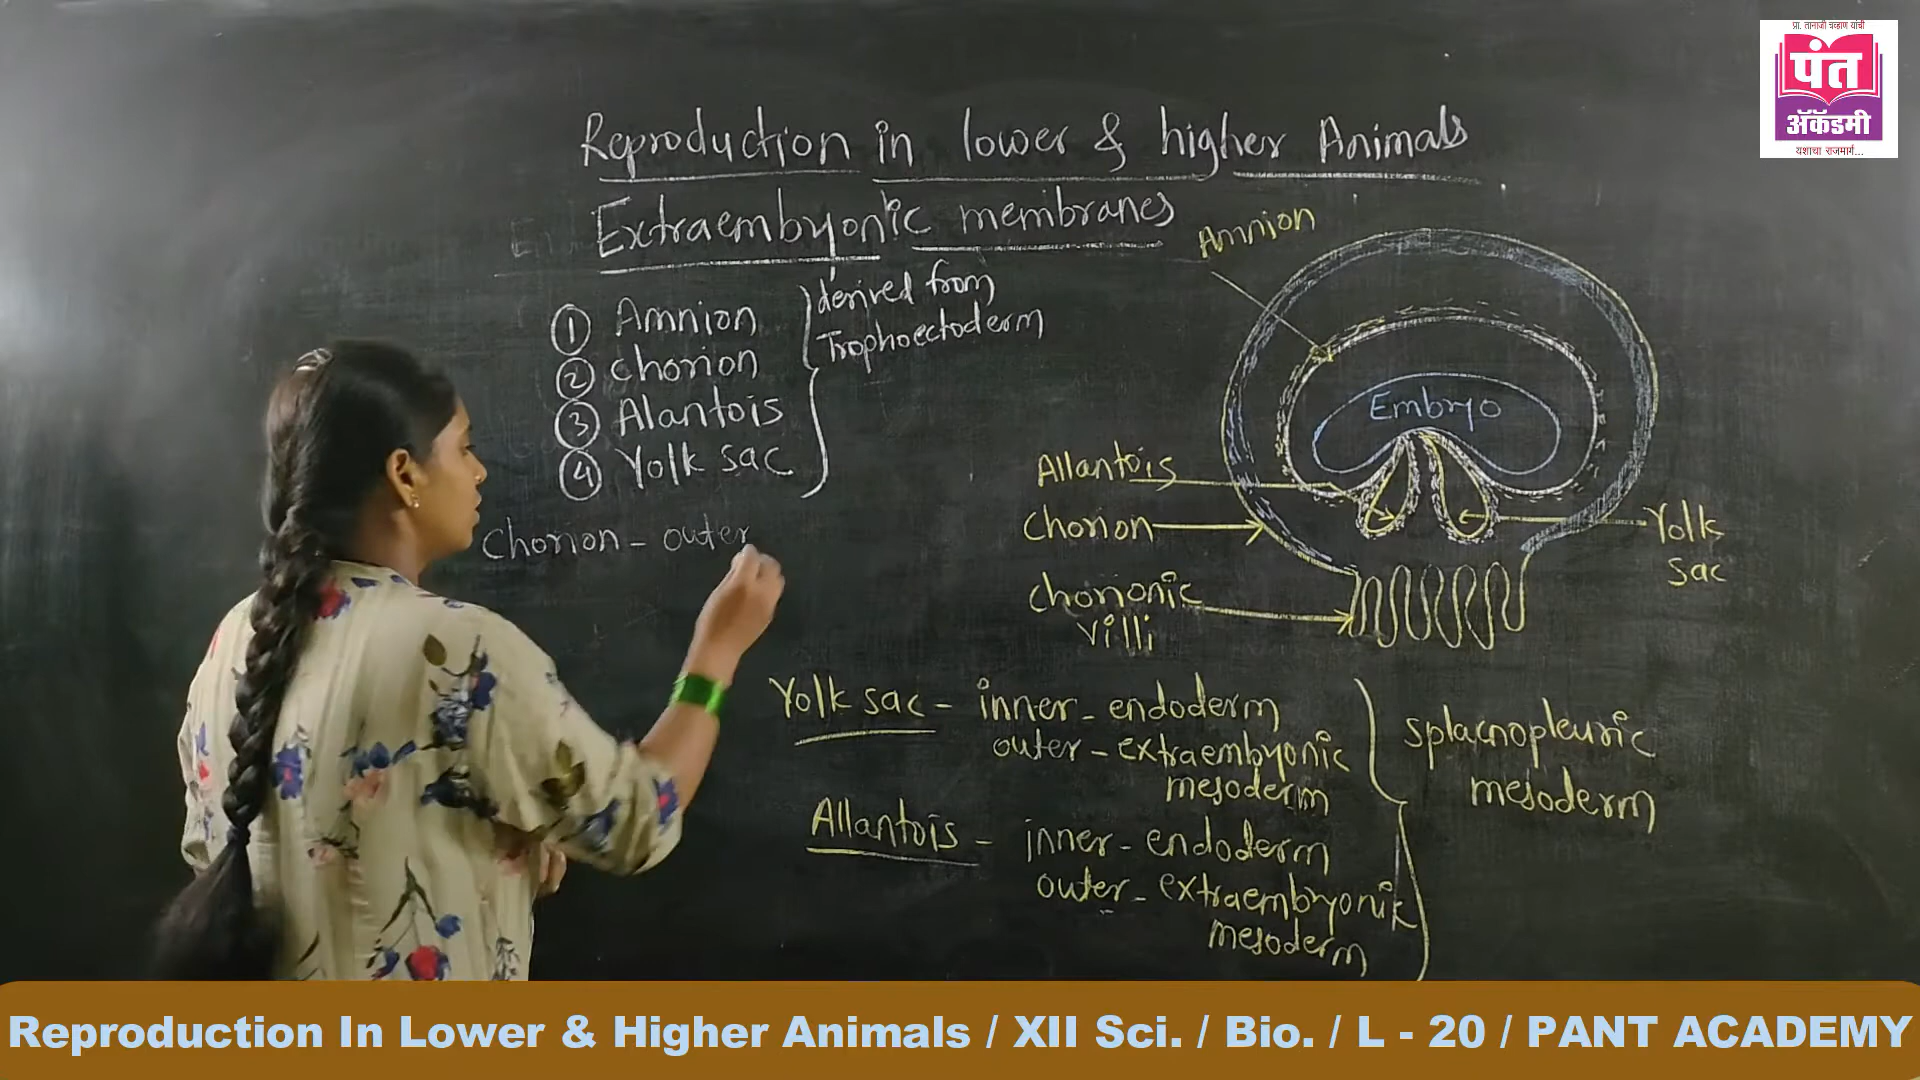 प्रा. तानाजी चव्हाण यांची
पंत
अ‍ॅकॅडमी
यशाचा राजमार्ग...
Reproduction in lower & higher Animals
Extraembyonic membranes
① Amnion
② Chorion
③ Alantois
④ Yolk sac
derived from
Trophoectoderm
Chorion - outer
Amnion
Embryo
Allantois
Chorion
Chorionic
villi
Yolk
sac
Yolk sac - inner - endoderm
outer - extraembyonic
mesoderm
Allantois - inner - endoderm
outer - extraembryonik
mesoderm
splacnopleuric
mesoderm
Reproduction In Lower & Higher Animals / XII Sci. / Bio. / L - 20 / PANT ACADEMY